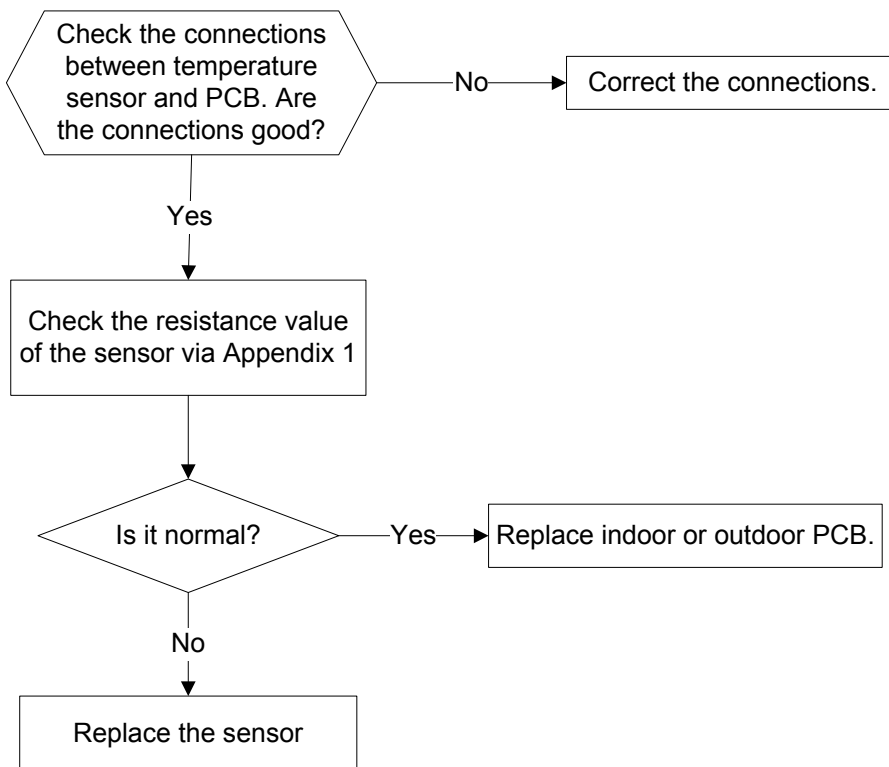 Check the connections
between temperature
sensor and PCB. Are
the connections good?
No
Correct the connections.
Yes
Check the resistance value
of the sensor via Appendix 1
Is it normal?
Yes
Replace indoor or outdoor PCB.
No
Replace the sensor